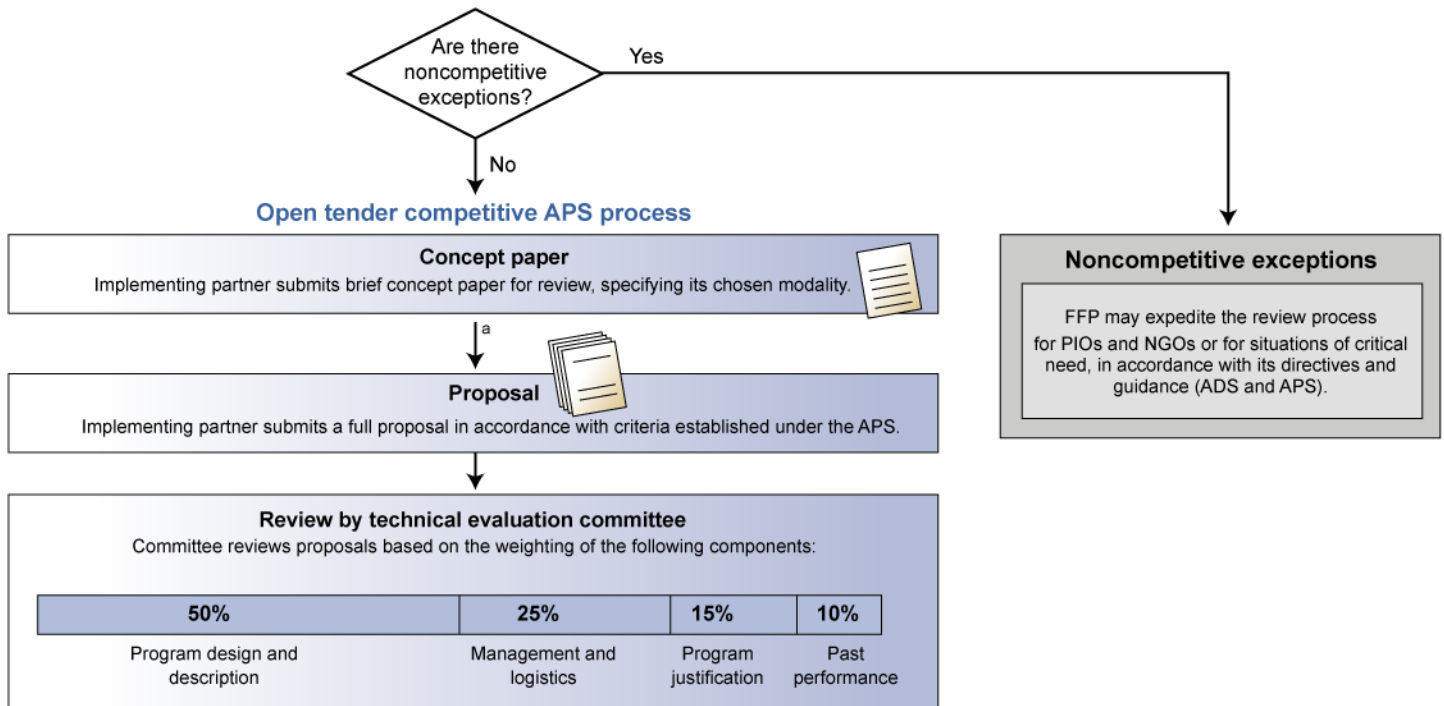 Are there
noncompetitive
exceptions?
Yes
No
Open tender competitive APS process
Concept paper
Implementing partner submits brief concept paper for review, specifying its chosen modality.
a
Proposal
Implementing partner submits a full proposal in accordance with criteria established under the APS.
Review by technical evaluation committee
Committee reviews proposals based on the weighting of the following components:
50%
25%
15%
10%
Program design and
description
Management and
logistics
Program
justification
Past
performance
Noncompetitive exceptions
FFP may expedite the review process
for PIOs and NGOs or for situations of critical
need, in accordance with its directives and
guidance (ADS and APS).